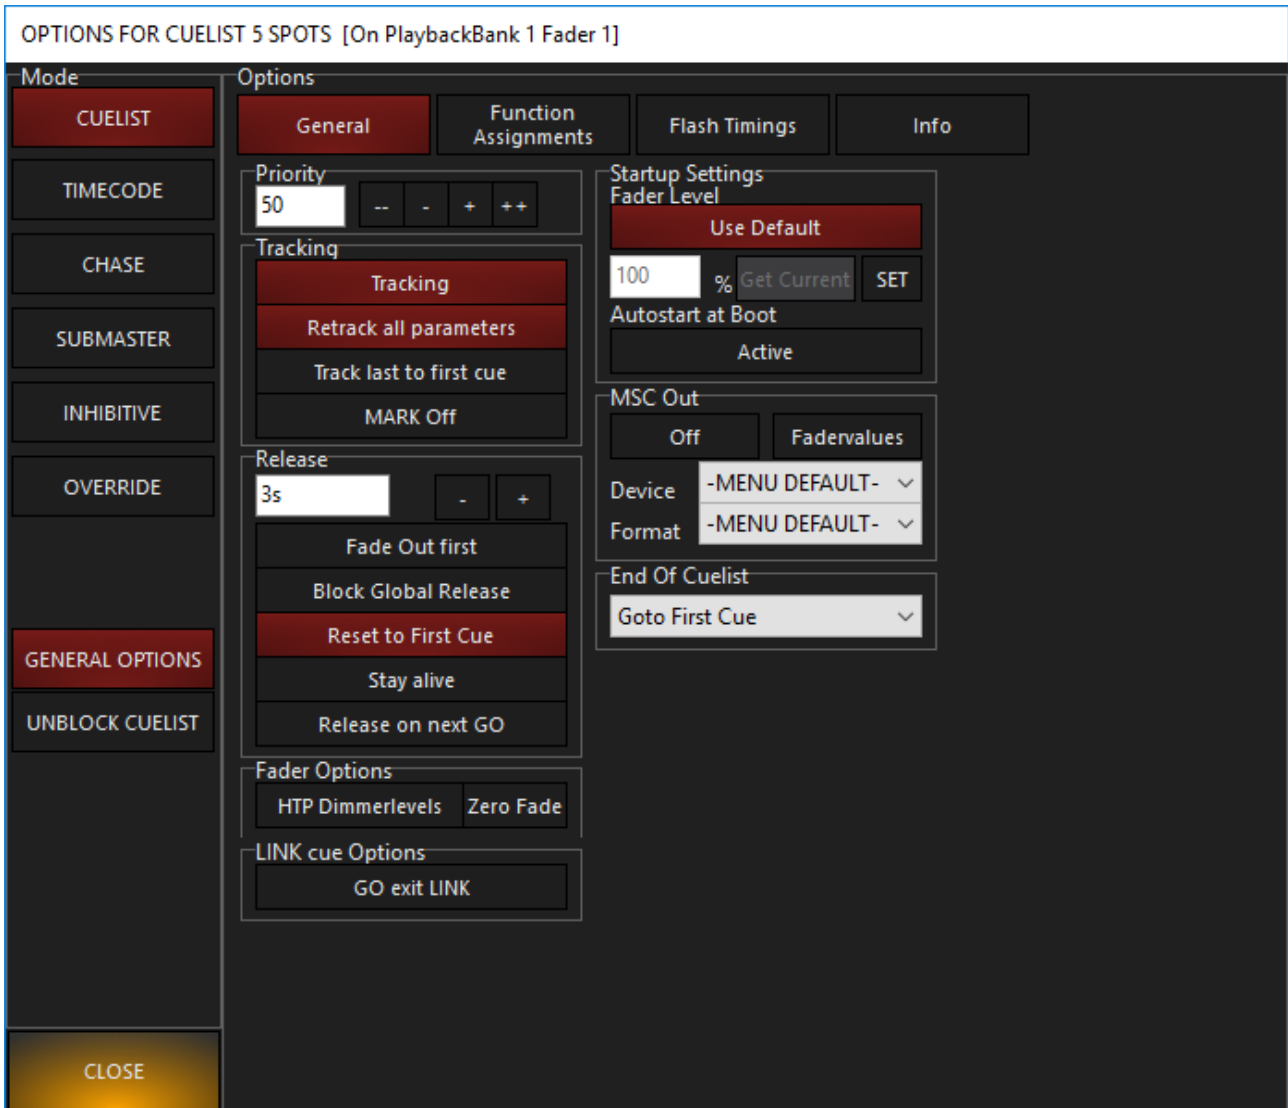 OPTIONS FOR CUELIST 5 SPOTS [On PlaybackBank 1 Fader 1]
Mode
CUELIST
TIMECODE
CHASE
SUBMASTER
INHIBITIVE
OVERRIDE
GENERAL OPTIONS
UNBLOCK CUELIST
CLOSE
Options
General
Function
Assignments
Flash Timings
Info
Priority
50 -- - + ++
Tracking
Tracking
Retrack all parameters
Track last to first cue
MARK Off
Release
3s - +
Fade Out first
Block Global Release
Reset to First Cue
Stay alive
Release on next GO
Fader Options
HTP Dimmerlevels Zero Fade
LINK cue Options
GO exit LINK
Startup Settings
Fader Level
Use Default
100 % Get Current SET
Autostart at Boot
Active
MSC Out
Off Fadervalues
Device -MENU DEFAULT-
Format -MENU DEFAULT-
End Of Cuelist
Goto First Cue